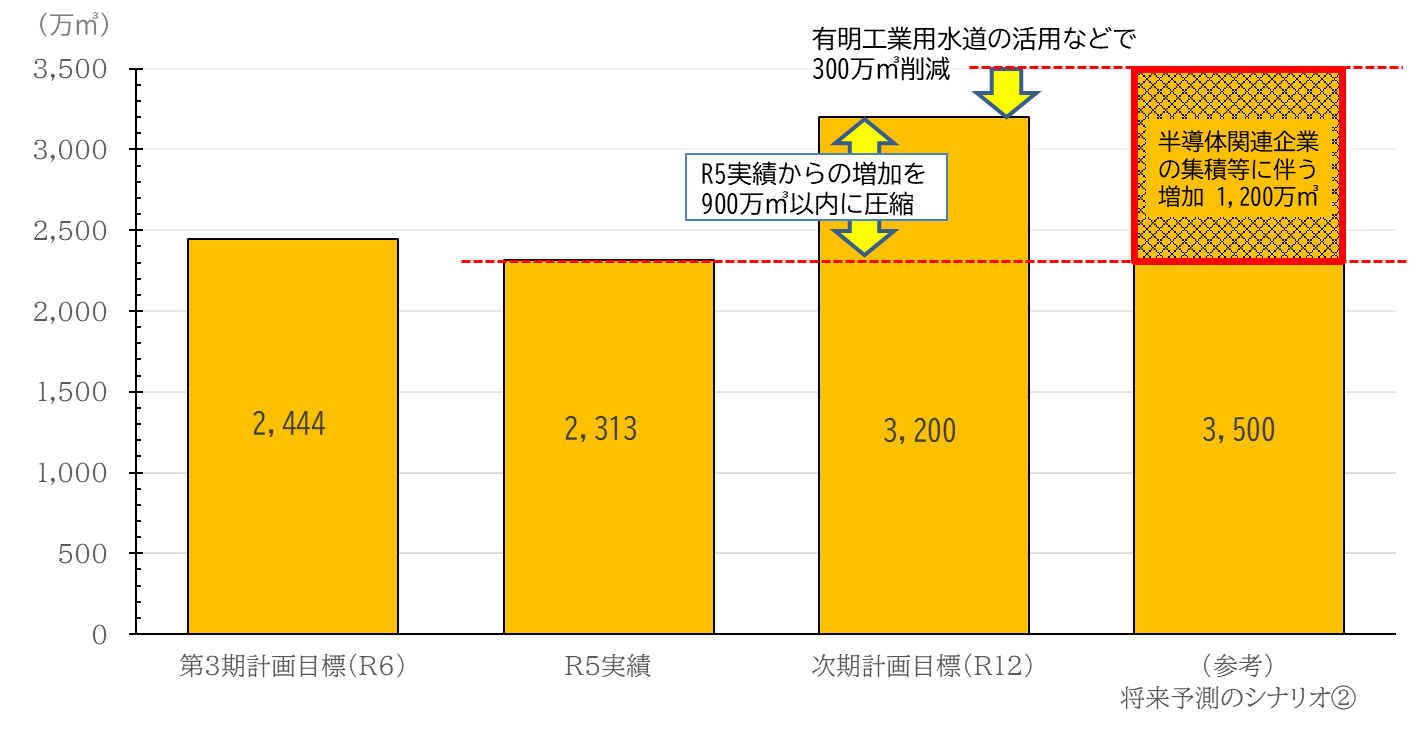 （万㎥）
有明工業用水道の活用などで
300万㎥削減
3,500
3,000
2,500
2,000
1,500
1,000
500
0
R5実績からの増加を
900万㎥以内に圧縮
半導体関連企業
の集積等に伴う
増加 1,200万㎥
2,444
2,313
3,200
3,500
第3期計画目標（R6）
R5実績
次期計画目標（R12）
（参考）
将来予測のシナリオ②